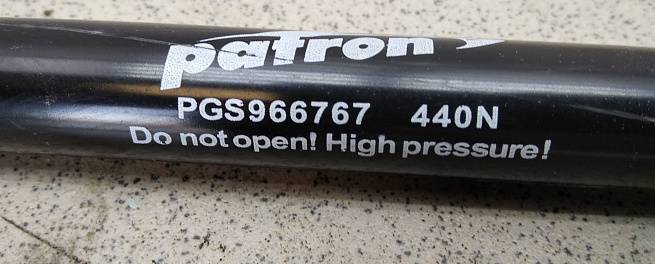 patron
PGS966767 440N
Do not open! High pressure!